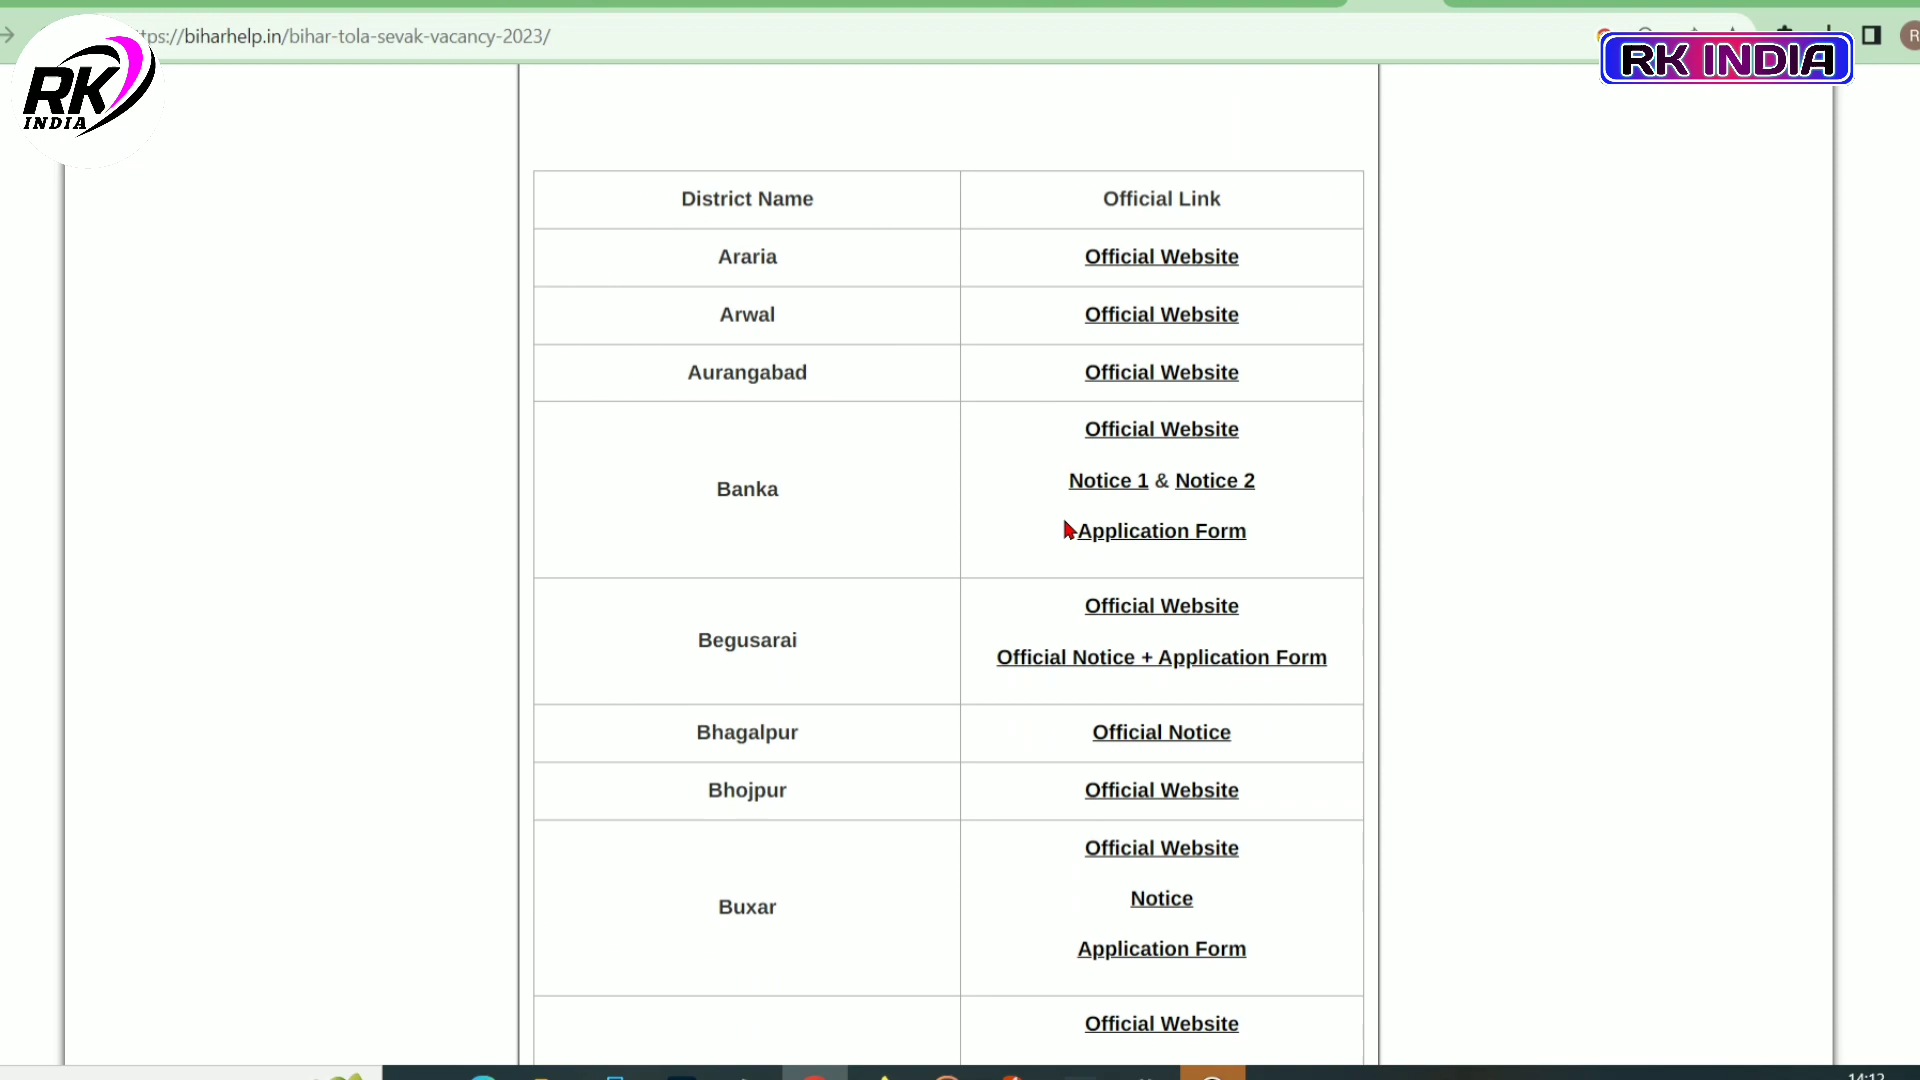 ttps://biharhelp.in/bihar-tola-sevak-vacancy-2023/
R
RK
INDIA
RK INDIA
District Name
Official Link
Araria
Official Website
Arwal
Official Website
Aurangabad
Official Website
Banka
Official Website
Notice 1 & Notice 2
Application Form
Begusarai
Official Website
Official Notice + Application Form
Bhagalpur
Official Notice
Bhojpur
Official Website
Buxar
Official Website
Notice
Application Form
Official Website